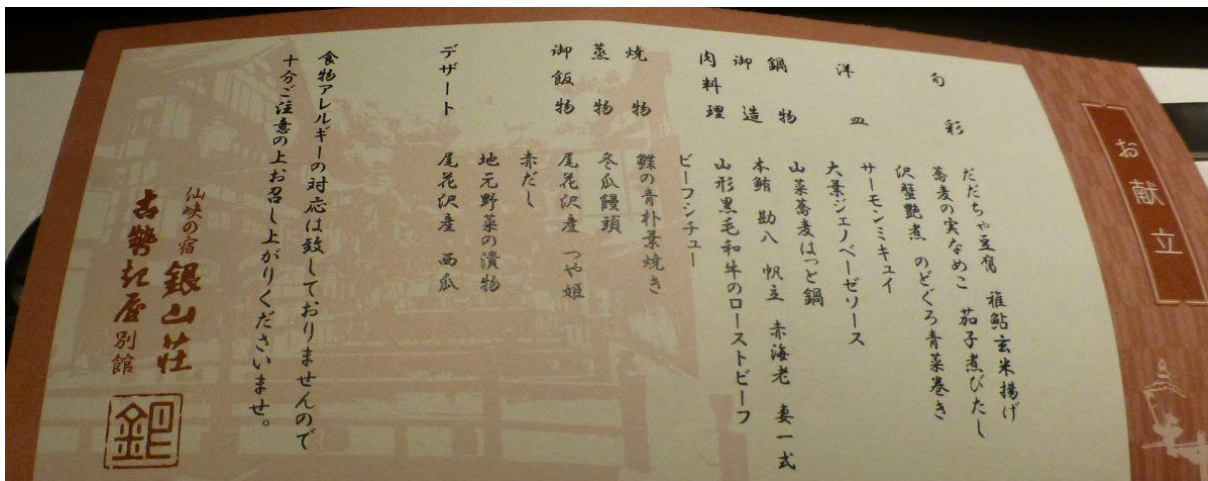 お献立
旬彩 だだちゃ豆腐 稚鮎玄米揚げ
蕎麦の実なめこ 茄子煮びたし
沢蟹艶煮 のどぐろ青菜巻き
洋皿 サーモンミキュイ
大葉ジェノベーゼソース
鍋物 山菜蕎麦はっと鍋
御造 本鮪 勘八 帆立 赤海老 妻一式
肉料理 山形黒毛和牛のローストビーフ
ビーフシチュー
焼物 鰈の青朴葉焼き
蒸物 冬瓜饅頭
御飯物 尾花沢産 つや姫
赤だし
地元野菜の漬物
デザート 尾花沢産 西瓜
食物アレルギーの対応は致しておりませんので
十分ご注意の上お召し上がりくださいませ。
仙峡の宿 銀山荘
古勢起屋 別館
銀